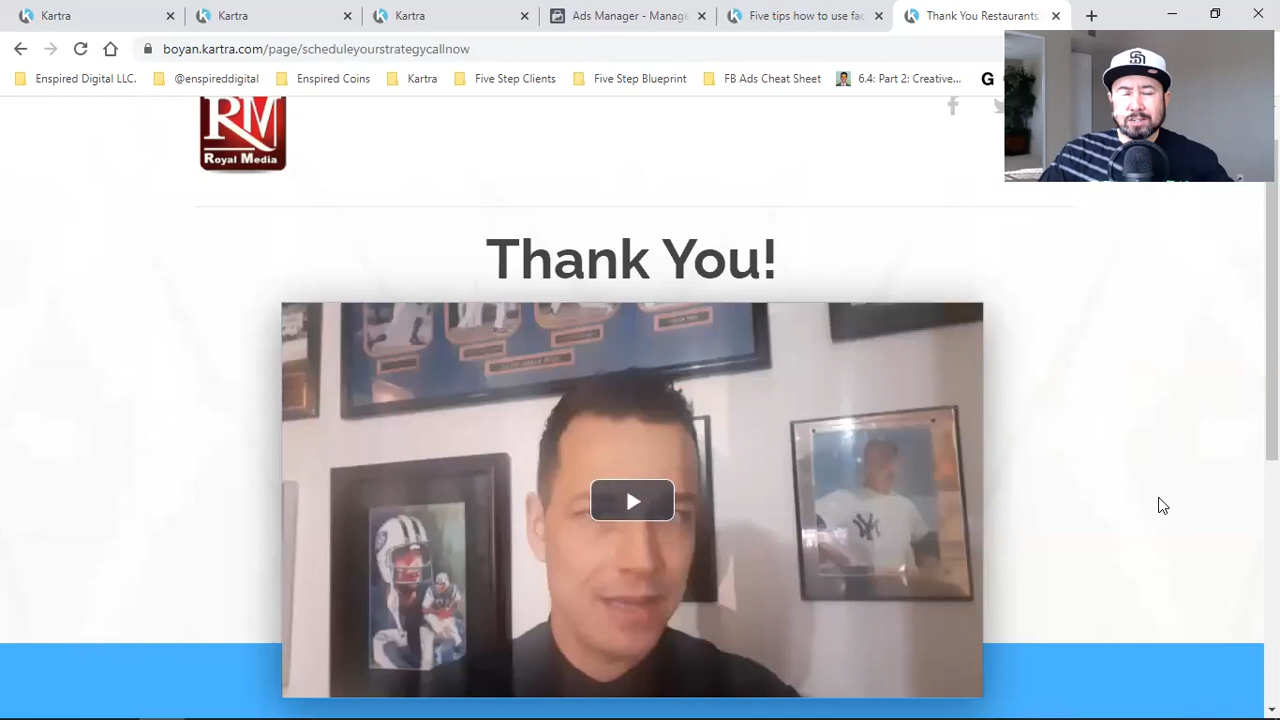 Kartra
Kartra
Kartra
Ads Manager - Manage
Five tips how to use fac
Thank You Restaurants
boyan.kartra.com/page/scheduleyourstrategycallnow
Enspired Digital LLC.
@enspireddigital
Enspired Coins
Kart
Five Step Clients
Five Step Blueprint
FB Ads Cheat Sheet
6.4: Part 2: Creative...
G
RM
Royal Media
Thank You!